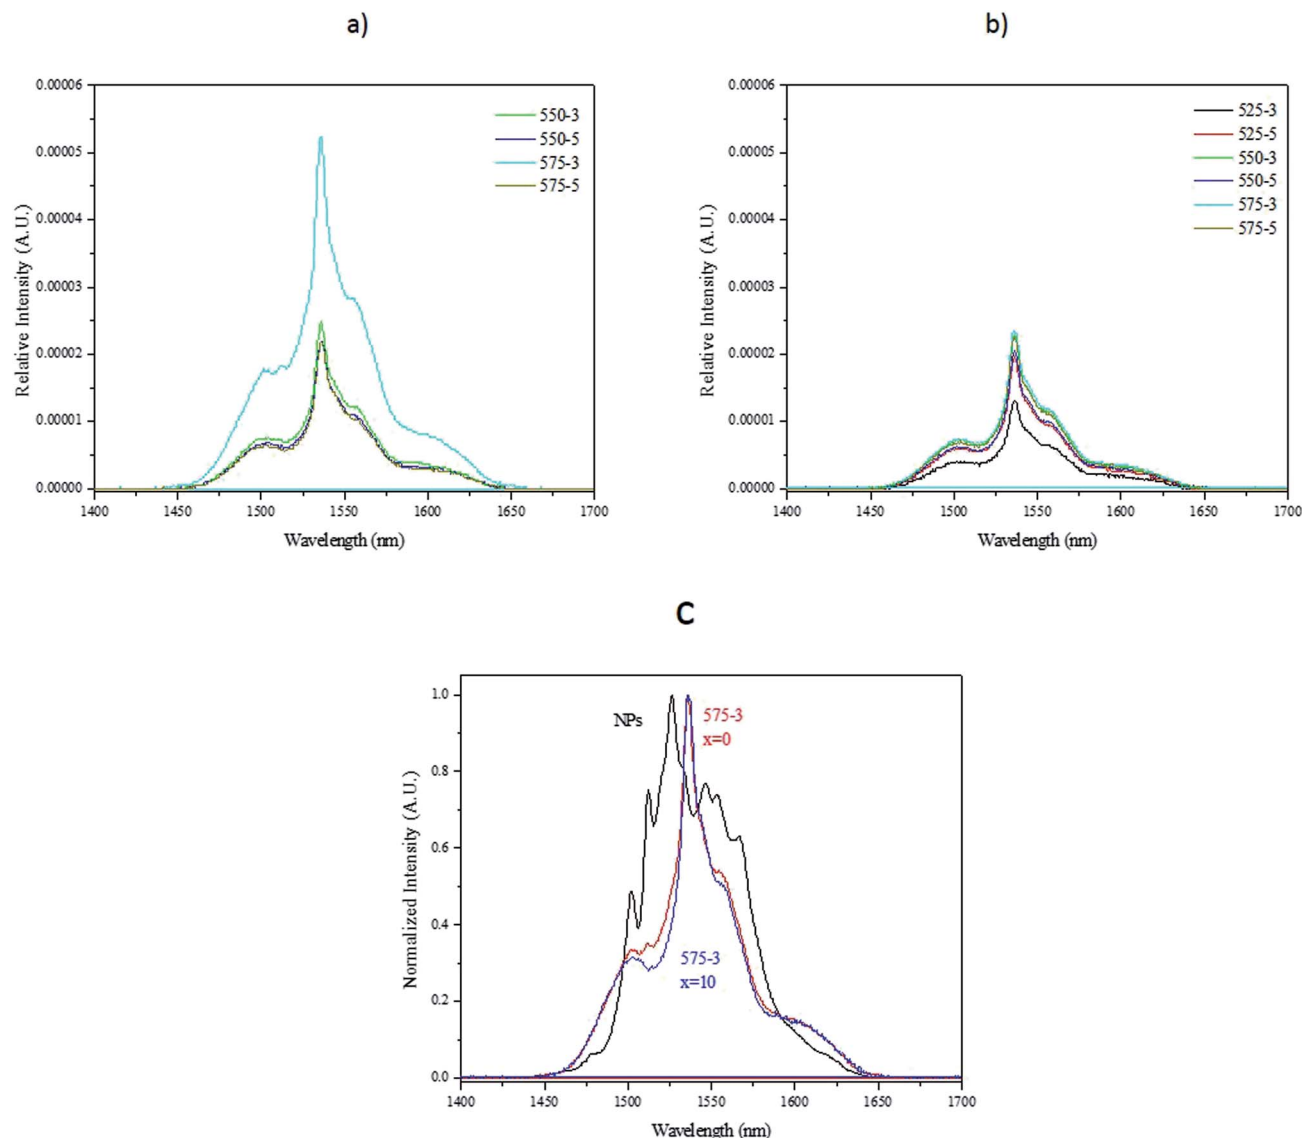 a)
0.00006
0.00005
0.00004
0.00003
0.00002
0.00001
0.00000
Relative Intensity (A.U.)
550-3
550-5
575-3
575-5
1400 1450 1500 1550 1600 1650 1700
Wavelength (nm)
b)
0.00006
0.00005
0.00004
0.00003
0.00002
0.00001
0.00000
Relative Intensity (A.U.)
525-3
525-5
550-3
550-5
575-3
575-5
1400 1450 1500 1550 1600 1650 1700
Wavelength (nm)
C
1.0
0.8
0.6
0.4
0.2
0.0
Normalized Intensity (A.U.)
NPs
575-3
x=0
575-3
x=10
1400 1450 1500 1550 1600 1650 1700
Wavelength (nm)